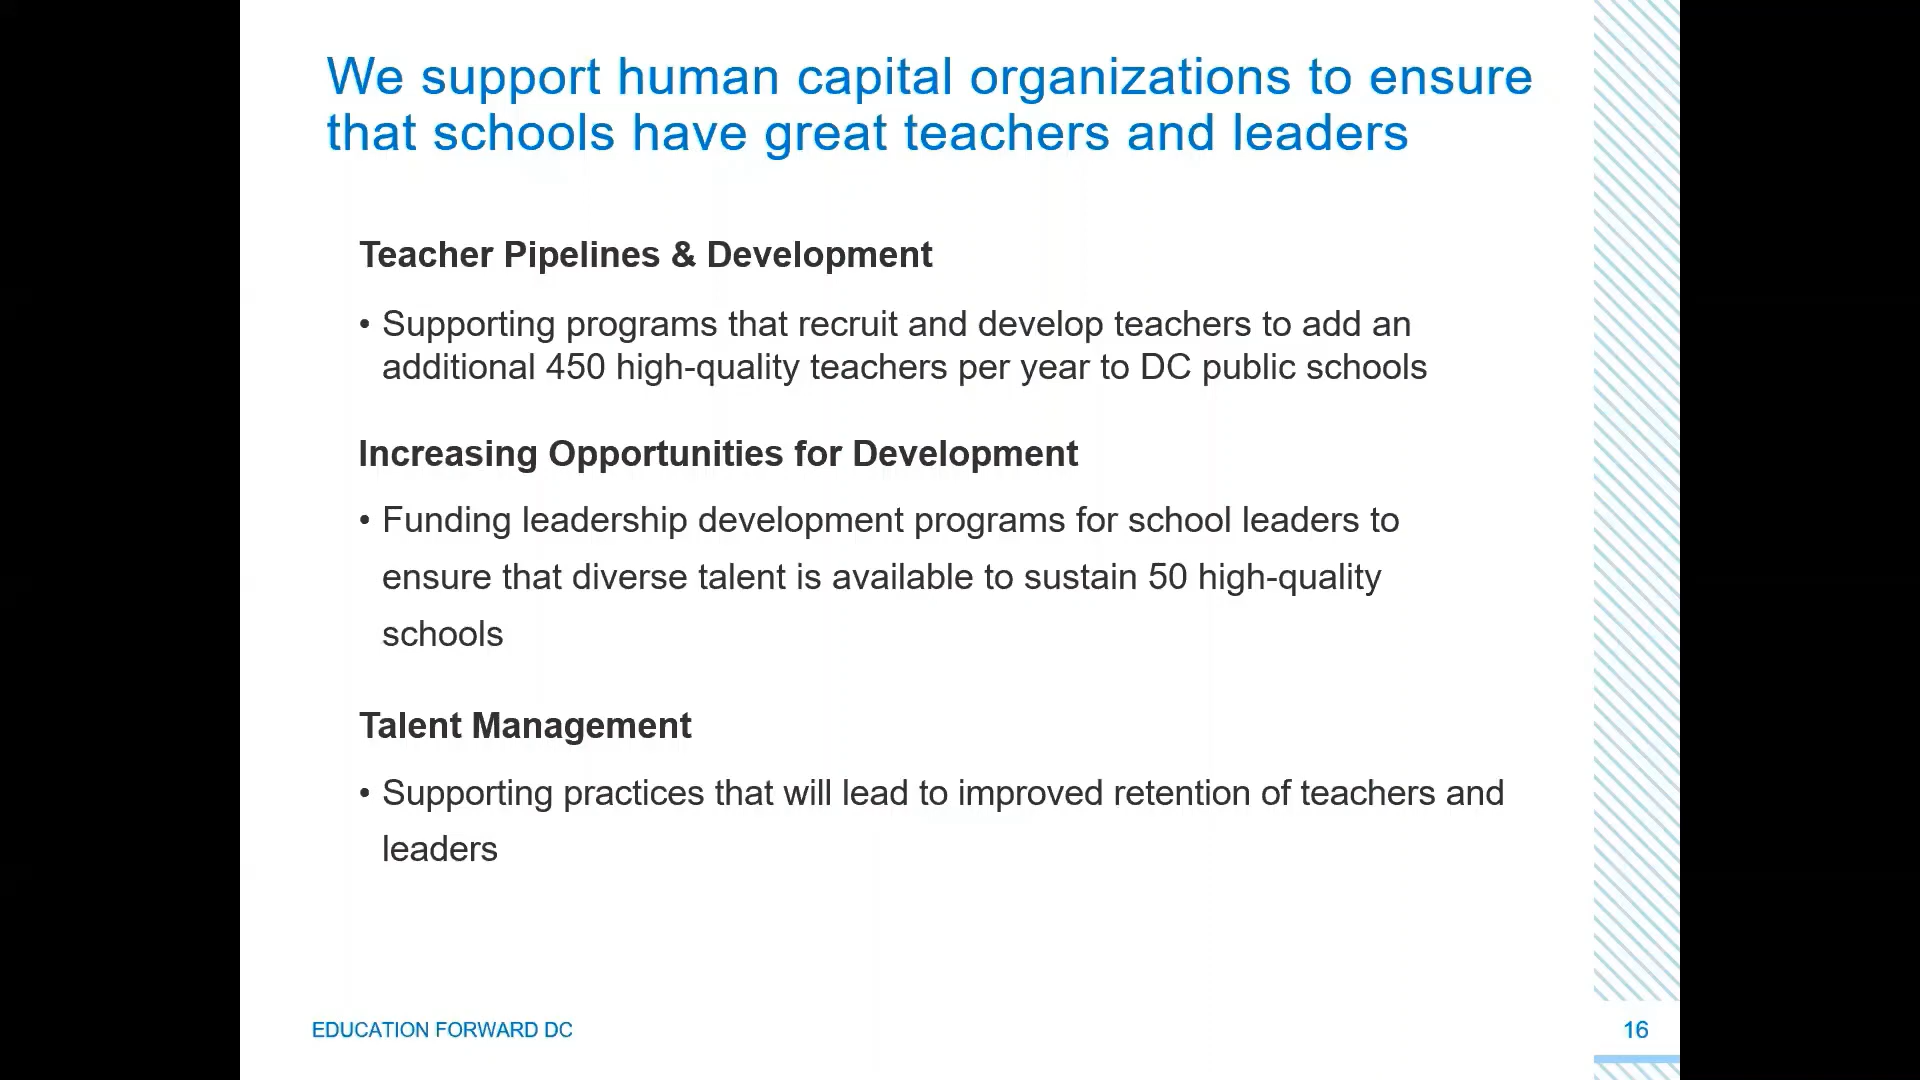 We support human capital organizations to ensure
that schools have great teachers and leaders
Teacher Pipelines & Development
• Supporting programs that recruit and develop teachers to add an
additional 450 high-quality teachers per year to DC public schools
Increasing Opportunities for Development
• Funding leadership development programs for school leaders to
ensure that diverse talent is available to sustain 50 high-quality
schools
Talent Management
• Supporting practices that will lead to improved retention of teachers and
leaders
EDUCATION FORWARD DC
16